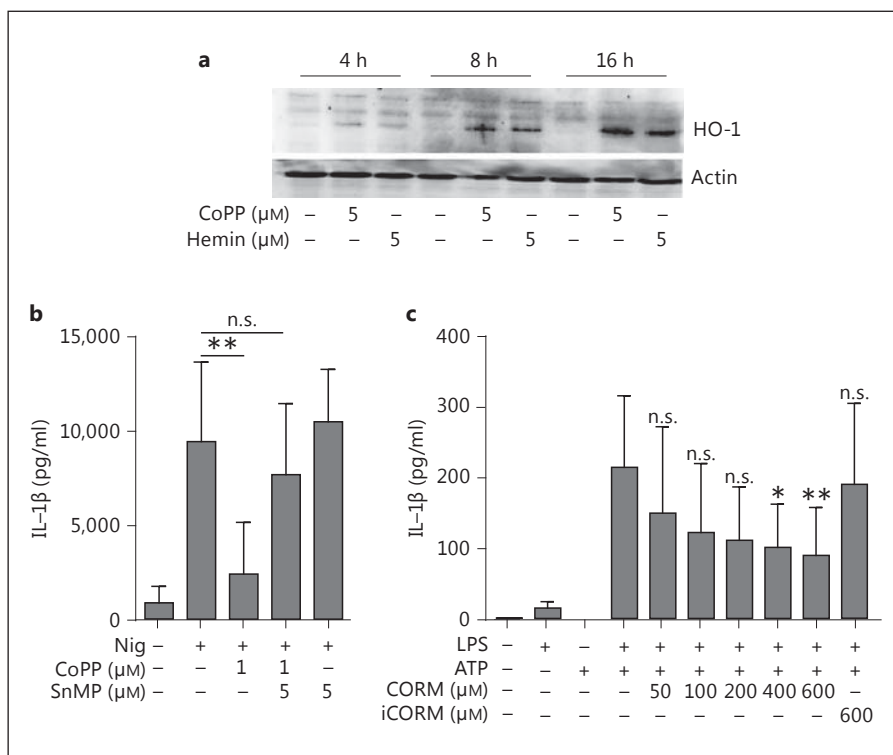 a
4 h 8 h 16 h
HO-1
Actin
CoPP (µM) – 5 – – 5 – – 5 –
Hemin (µM) – – 5 – – 5 – – 5
b
n.s.
**
15,000
10,000
5,000
0
IL–1β (pg/ml)
Nig – + + + +
CoPP (µM) – – 1 1 –
SnMP (µM) – – – 5 5
c
400
300
200
100
0
IL–1β (pg/ml)
n.s. n.s. n.s. * ** n.s.
LPS – + – + + + + + + +
ATP – – + + + + + + + +
CORM (µM) – – – – 50 100 200 400 600 –
iCORM (µM) – – – – – – – – – 600